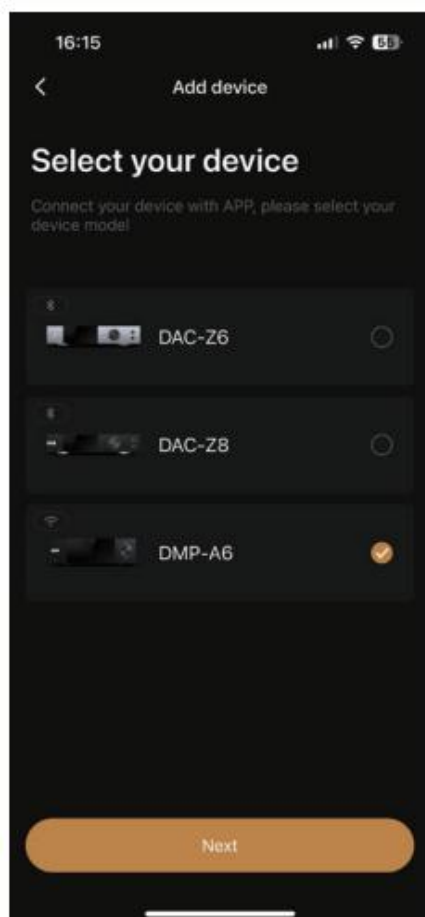 16:15
55
Add device
Select your device
Connect your device with APP, please select your
device model
DAC-Z6
DAC-Z8
DMP-A6
Next